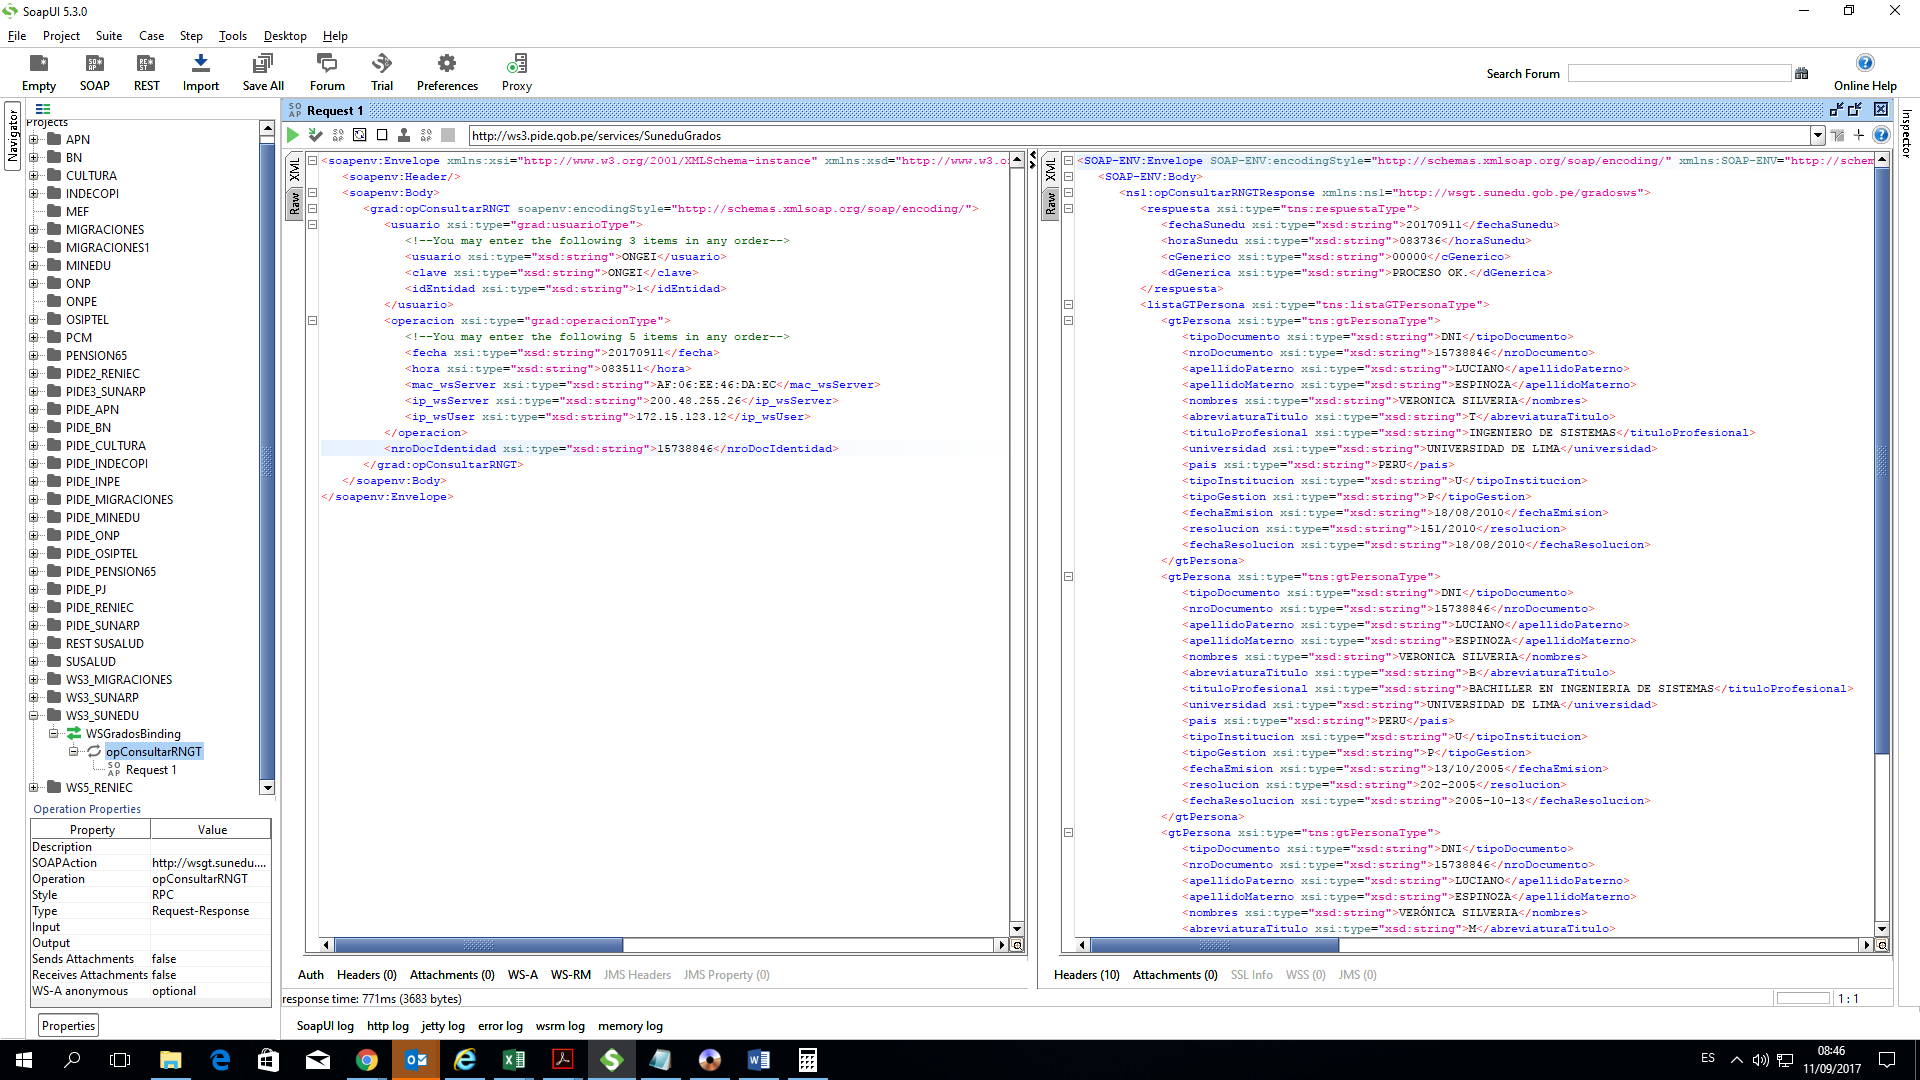 SoapUI 5.3.0
File Project Suite Case Step Tools Desktop Help
Empty SOAP REST Import Save All Forum Trial Preferences Proxy
Search Forum
Online Help
Navigator
Projects
APN
BN
CULTURA
INDECOPI
MEF
MIGRACIONES
MIGRACIONES1
MINEDU
ONP
ONPE
OSIPTEL
PCM
PENSION65
PIDE2_RENIEC
PIDE3_SUNARP
PIDE_APN
PIDE_BN
PIDE_CULTURA
PIDE_INDECOPI
PIDE_INPE
PIDE_MIGRACIONES
PIDE_MINEDU
PIDE_ONP
PIDE_OSIPTEL
PIDE_PENSION65
PIDE_PJ
PIDE_RENIEC
PIDE_SUNARP
REST SUSALUD
SUSALUD
WS3_MIGRACIONES
WS3_SUNARP
WS3_SUNEDU
WSGradosBinding
opConsultarRNGT
Request 1
WS5_RENIEC
Operation Properties
Property Value
Description
SOAPAction http://wsgt.sunedu....
Operation opConsultarRNGT
Style RPC
Type Request-Response
Input
Output
Sends Attachments false
Receives Attachments false
WS-A anonymous optional
Properties
Request 1
http://ws3.pide.gob.pe/services/SuneduGrados
XML
Raw
<soapenv:Envelope xmlns:xsi="http://www.w3.org/2001/XMLSchema-instance" xmlns:xsd="http://www.w3.o
<soapenv:Header/>
<soapenv:Body>
<grad:opConsultarRNGT soapenv:encodingStyle="http://schemas.xmlsoap.org/soap/encoding/">
<usuario xsi:type="grad:usuarioType">
<!--You may enter the following 3 items in any order-->
<usuario xsi:type="xsd:string">ONGEI</usuario>
<clave xsi:type="xsd:string">ONGEI</clave>
<idEntidad xsi:type="xsd:string">1</idEntidad>
</usuario>
<operacion xsi:type="grad:operacionType">
<!--You may enter the following 5 items in any order-->
<fecha xsi:type="xsd:string">20170911</fecha>
<hora xsi:type="xsd:string">083511</hora>
<mac_wsServer xsi:type="xsd:string">AF:06:EE:46:DA:EC</mac_wsServer>
<ip_wsServer xsi:type="xsd:string">200.48.255.26</ip_wsServer>
<ip_wsUser xsi:type="xsd:string">172.15.123.12</ip_wsUser>
</operacion>
<nroDocIdentidad xsi:type="xsd:string">15738846</nroDocIdentidad>
</grad:opConsultarRNGT>
</soapenv:Body>
</soapenv:Envelope>
XML
Raw
<SOAP-ENV:Envelope SOAP-ENV:encodingStyle="http://schemas.xmlsoap.org/soap/encoding/" xmlns:SOAP-ENV="http://schem
<SOAP-ENV:Body>
<nsl:opConsultarRNGTResponse xmlns:nsl="http://wsgt.sunedu.gob.pe/gradosws">
<respuesta xsi:type="tns:respuestaType">
<fechaSunedu xsi:type="xsd:string">20170911</fechaSunedu>
<horaSunedu xsi:type="xsd:string">083736</horaSunedu>
<cGenerico xsi:type="xsd:string">00000</cGenerico>
<dGenerica xsi:type="xsd:string">PROCESO OK.</dGenerica>
</respuesta>
<listaGTPersona xsi:type="tns:listaGTPersonaType">
<gtPersona xsi:type="tns:gtPersonaType">
<tipoDocumento xsi:type="xsd:string">DNI</tipoDocumento>
<nroDocumento xsi:type="xsd:string">15738846</nroDocumento>
<apellidoPaterno xsi:type="xsd:string">LUCIANO</apellidoPaterno>
<apellidoMaterno xsi:type="xsd:string">ESPINOZA</apellidoMaterno>
<nombres xsi:type="xsd:string">VERONICA SILVERIA</nombres>
<abreviaturaTitulo xsi:type="xsd:string">T</abreviaturaTitulo>
<tituloProfesional xsi:type="xsd:string">INGENIERO DE SISTEMAS</tituloProfesional>
<universidad xsi:type="xsd:string">UNIVERSIDAD DE LIMA</universidad>
<pais xsi:type="xsd:string">PERU</pais>
<tipoInstitucion xsi:type="xsd:string">U</tipoInstitucion>
<tipoGestion xsi:type="xsd:string">P</tipoGestion>
<fechaEmision xsi:type="xsd:string">18/08/2010</fechaEmision>
<resolucion xsi:type="xsd:string">151/2010</resolucion>
<fechaResolucion xsi:type="xsd:string">18/08/2010</fechaResolucion>
</gtPersona>
<gtPersona xsi:type="tns:gtPersonaType">
<tipoDocumento xsi:type="xsd:string">DNI</tipoDocumento>
<nroDocumento xsi:type="xsd:string">15738846</nroDocumento>
<apellidoPaterno xsi:type="xsd:string">LUCIANO</apellidoPaterno>
<apellidoMaterno xsi:type="xsd:string">ESPINOZA</apellidoMaterno>
<nombres xsi:type="xsd:string">VERONICA SILVERIA</nombres>
<abreviaturaTitulo xsi:type="xsd:string">B</abreviaturaTitulo>
<tituloProfesional xsi:type="xsd:string">BACHILLER EN INGENIERIA DE SISTEMAS</tituloProfesional>
<universidad xsi:type="xsd:string">UNIVERSIDAD DE LIMA</universidad>
<pais xsi:type="xsd:string">PERU</pais>
<tipoInstitucion xsi:type="xsd:string">U</tipoInstitucion>
<tipoGestion xsi:type="xsd:string">P</tipoGestion>
<fechaEmision xsi:type="xsd:string">13/10/2005</fechaEmision>
<resolucion xsi:type="xsd:string">202-2005</resolucion>
<fechaResolucion xsi:type="xsd:string">2005-10-13</fechaResolucion>
</gtPersona>
<gtPersona xsi:type="tns:gtPersonaType">
<tipoDocumento xsi:type="xsd:string">DNI</tipoDocumento>
<nroDocumento xsi:type="xsd:string">15738846</nroDocumento>
<apellidoPaterno xsi:type="xsd:string">LUCIANO</apellidoPaterno>
<apellidoMaterno xsi:type="xsd:string">ESPINOZA</apellidoMaterno>
<nombres xsi:type="xsd:string">VERÓNICA SILVERIA</nombres>
<abreviaturaTitulo xsi:type="xsd:string">M</abreviaturaTitulo>
Inspector
Auth Headers (0) Attachments (0) WS-A WS-RM JMS Headers JMS Property (0)
Headers (10) Attachments (0) SSL Info WSS (0) JMS (0)
response time: 771ms (3683 bytes)
1 : 1
SoapUI log http log jetty log error log wsrm log memory log
ES
08:46
11/09/2017